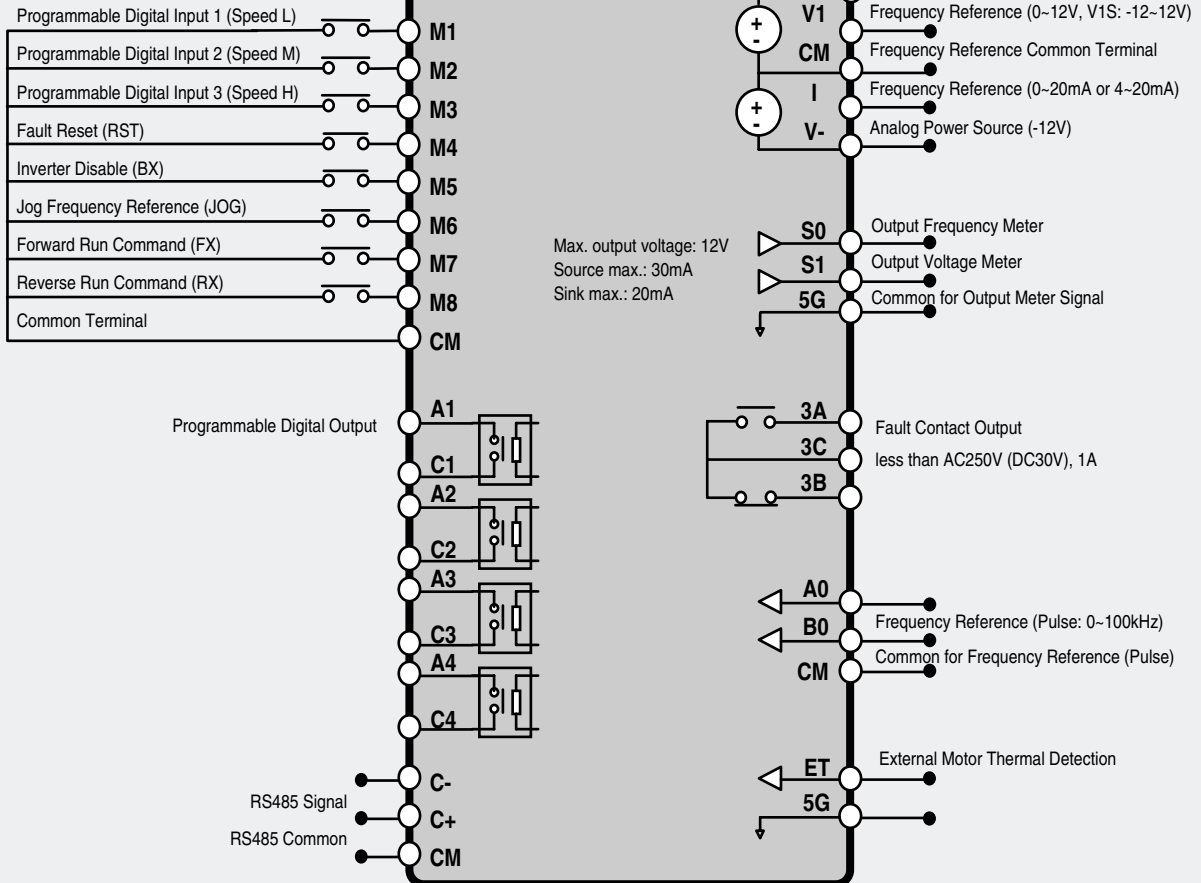 Programmable Digital Input 1 (Speed L)
M1
Programmable Digital Input 2 (Speed M)
M2
Programmable Digital Input 3 (Speed H)
M3
Fault Reset (RST)
M4
Inverter Disable (BX)
M5
Jog Frequency Reference (JOG)
M6
Forward Run Command (FX)
M7
Reverse Run Command (RX)
M8
Common Terminal
CM
Programmable Digital Output
A1
C1
A2
C2
A3
C3
A4
C4
C-
RS485 Signal
C+
RS485 Common
CM
Max. output voltage: 12V
Source max.: 30mA
Sink max.: 20mA
+
-
V1
Frequency Reference (0~12V, V1S: -12~12V)
CM
Frequency Reference Common Terminal
+
-
I
Frequency Reference (0~20mA or 4~20mA)
V-
Analog Power Source (-12V)
S0
Output Frequency Meter
S1
Output Voltage Meter
5G
Common for Output Meter Signal
3A
Fault Contact Output
3C
less than AC250V (DC30V), 1A
3B
A0
B0
Frequency Reference (Pulse: 0~100kHz)
CM
Common for Frequency Reference (Pulse)
ET
External Motor Thermal Detection
5G